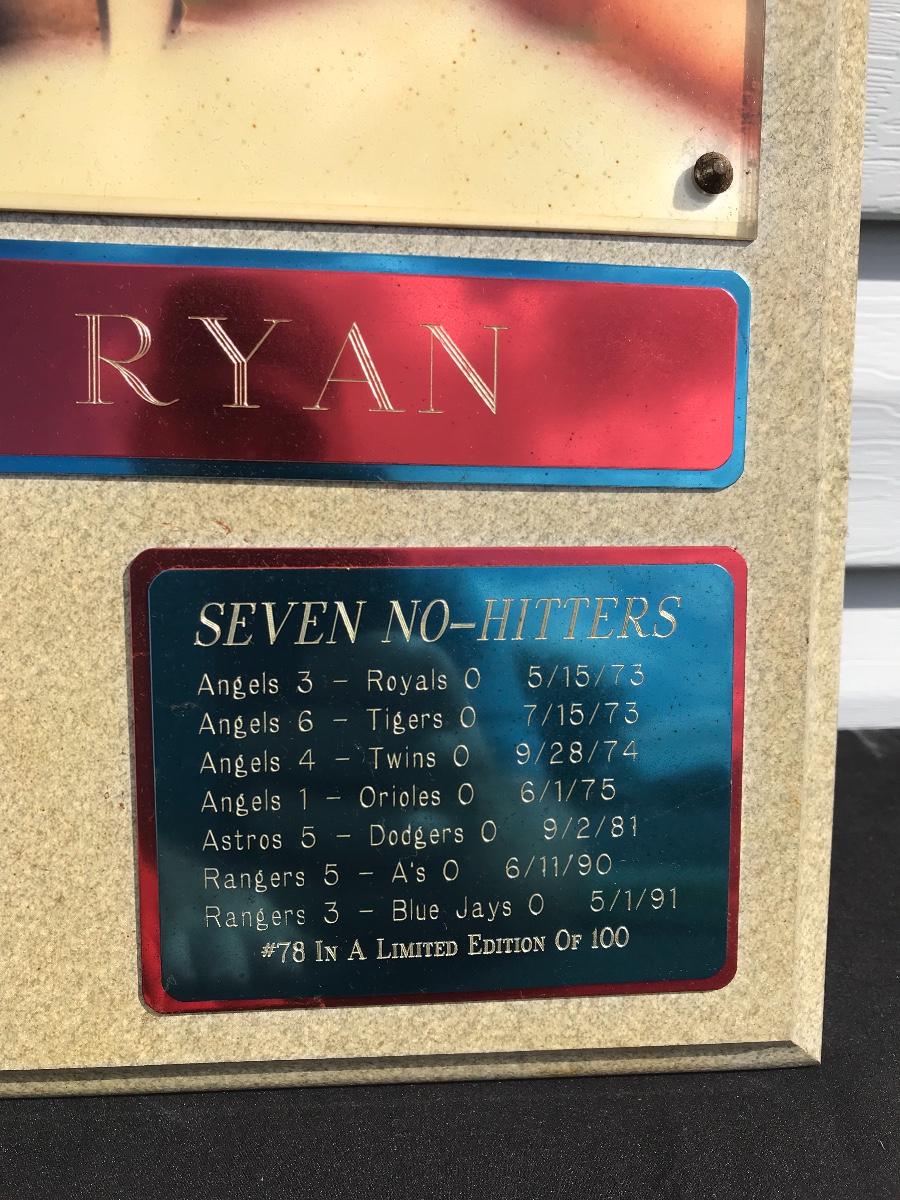 RYAN
SEVEN NO-HITTERS
Angels 3 - Royals 0 5/15/73
Angels 6 - Tigers 0 7/15/73
Angels 4 - Twins 0 9/28/74
Angels 1 - Orioles 0 6/1/75
Astros 5 - Dodgers 0 9/2/81
Rangers 5 - A's 0 6/11/90
Rangers 3 - Blue Jays 0 5/1/91
#78 IN A LIMITED EDITION OF 100